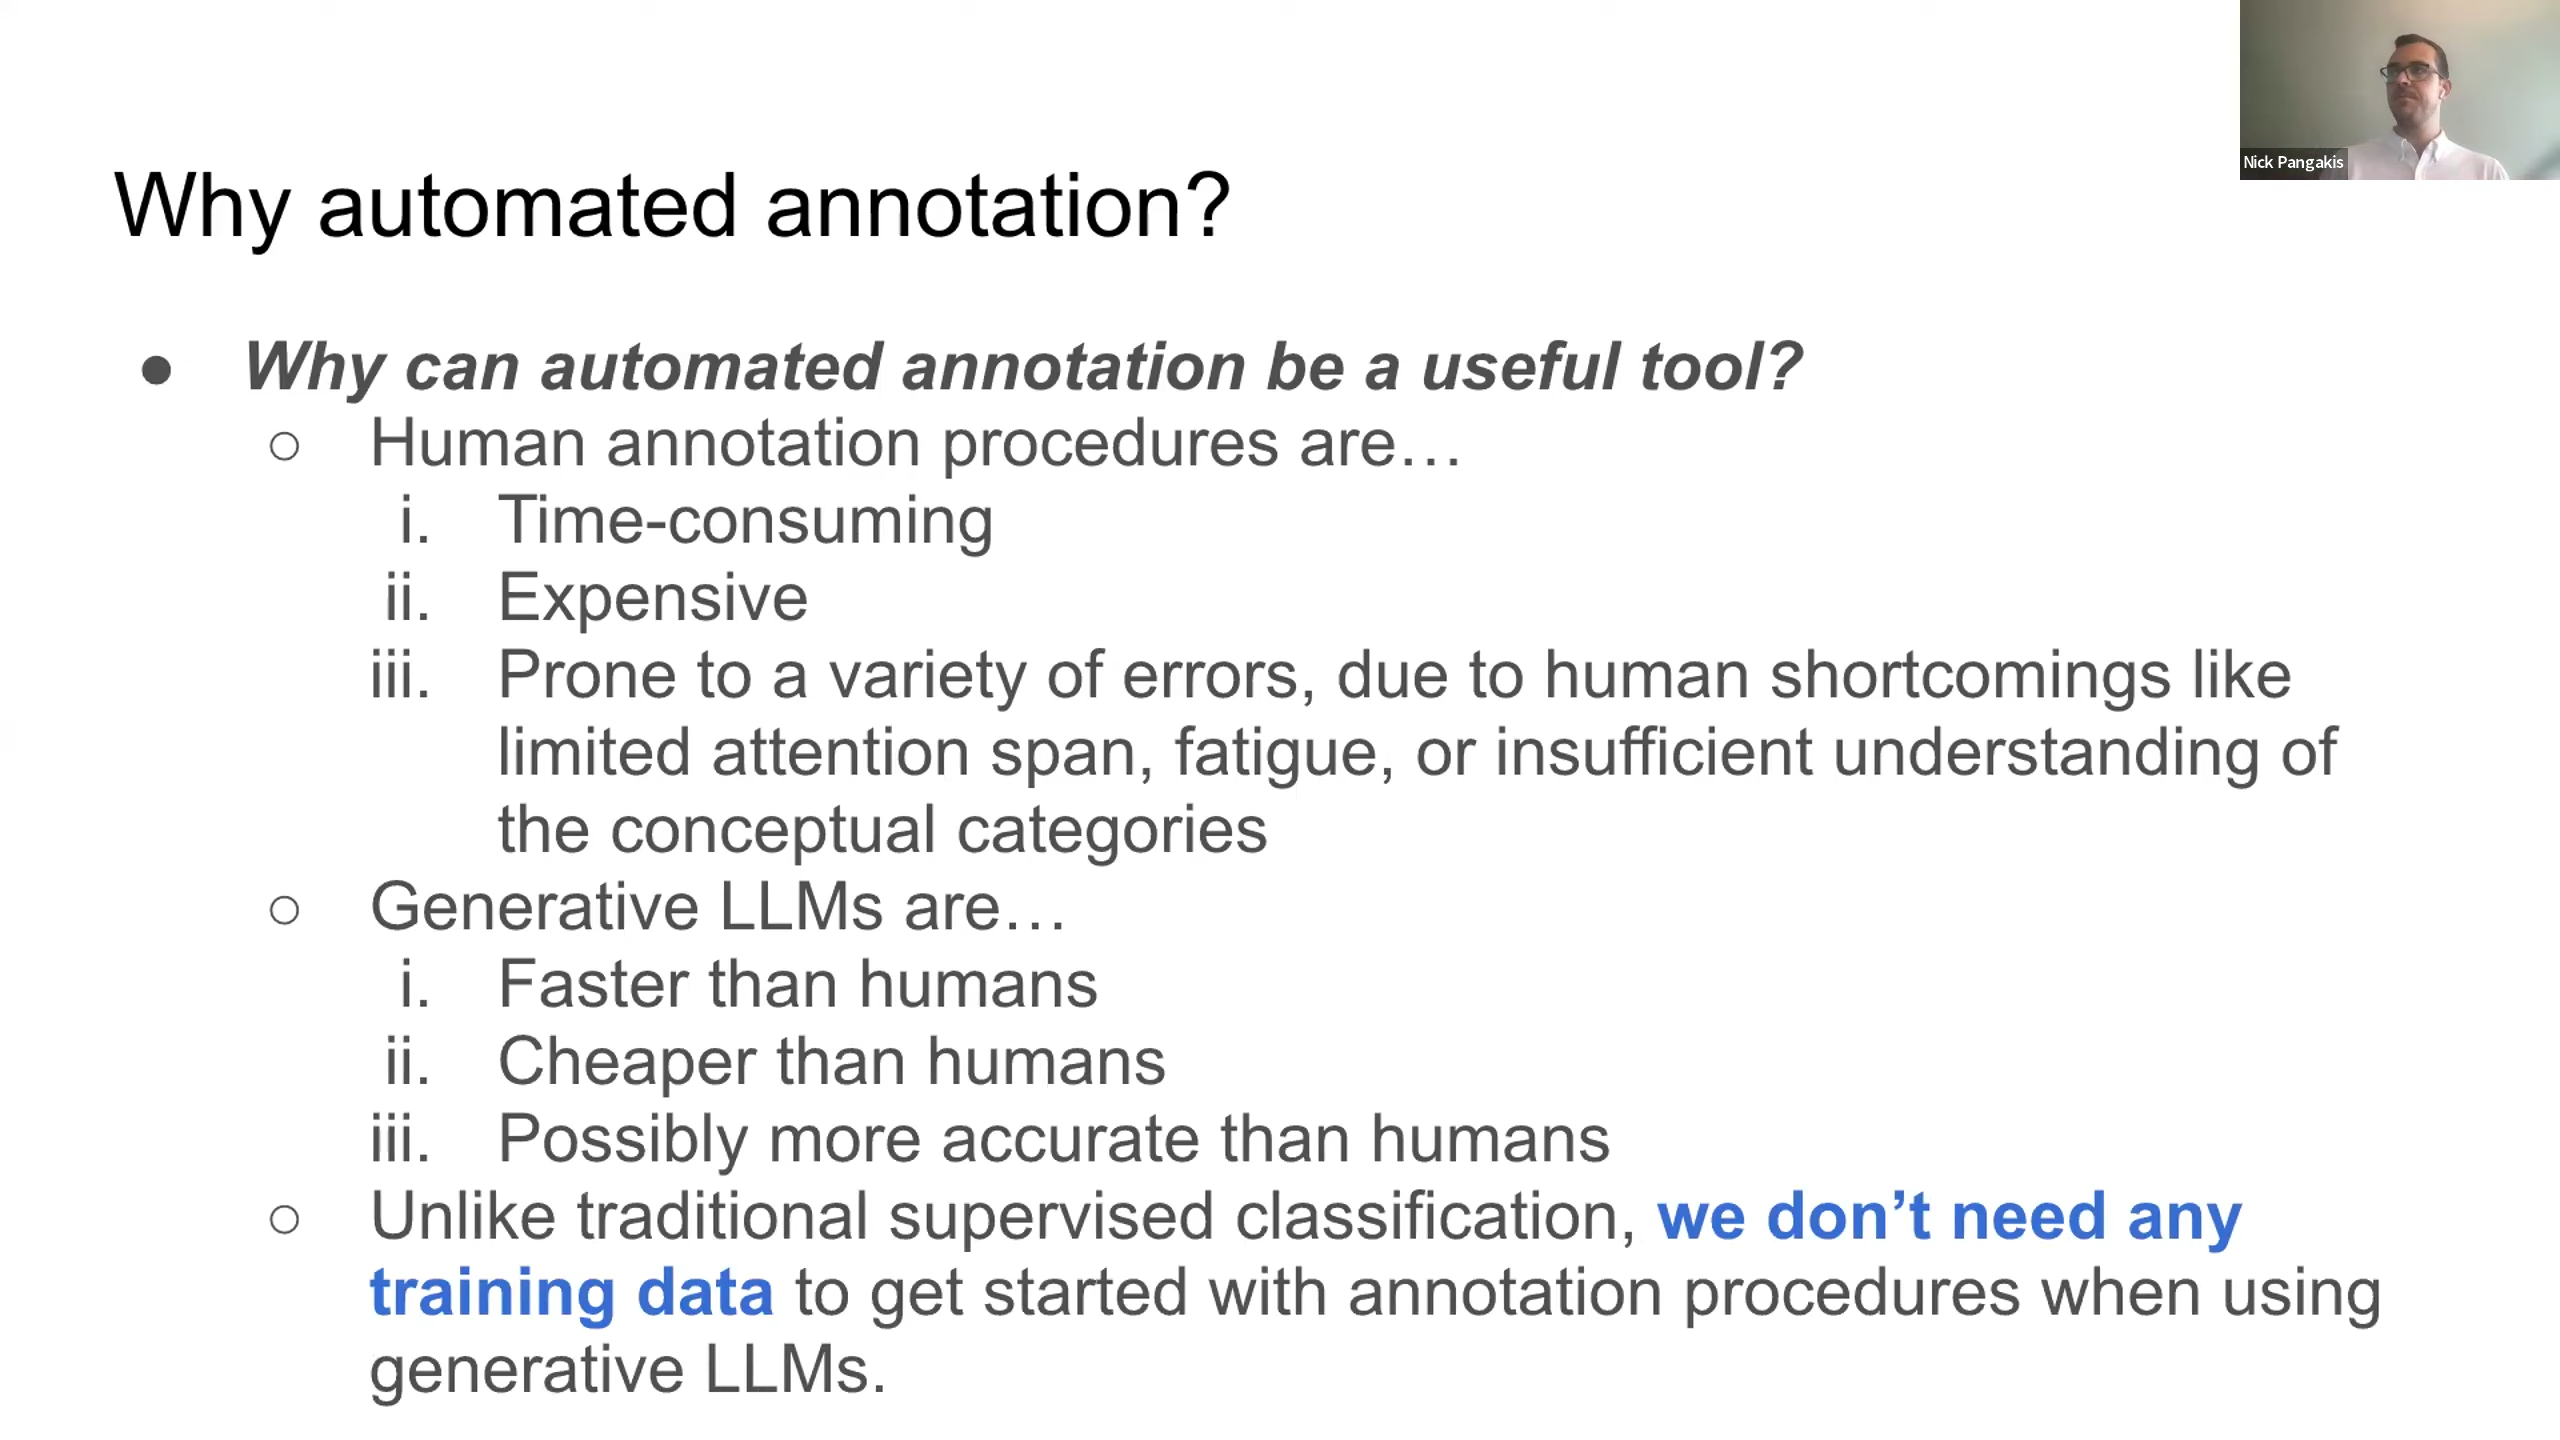 Nick Pangakis
Why automated annotation?
● Why can automated annotation be a useful tool?
○ Human annotation procedures are…
i. Time-consuming
ii. Expensive
iii. Prone to a variety of errors, due to human shortcomings like
limited attention span, fatigue, or insufficient understanding of
the conceptual categories
○ Generative LLMs are…
i. Faster than humans
ii. Cheaper than humans
iii. Possibly more accurate than humans
○ Unlike traditional supervised classification, we don’t need any
training data to get started with annotation procedures when using
generative LLMs.